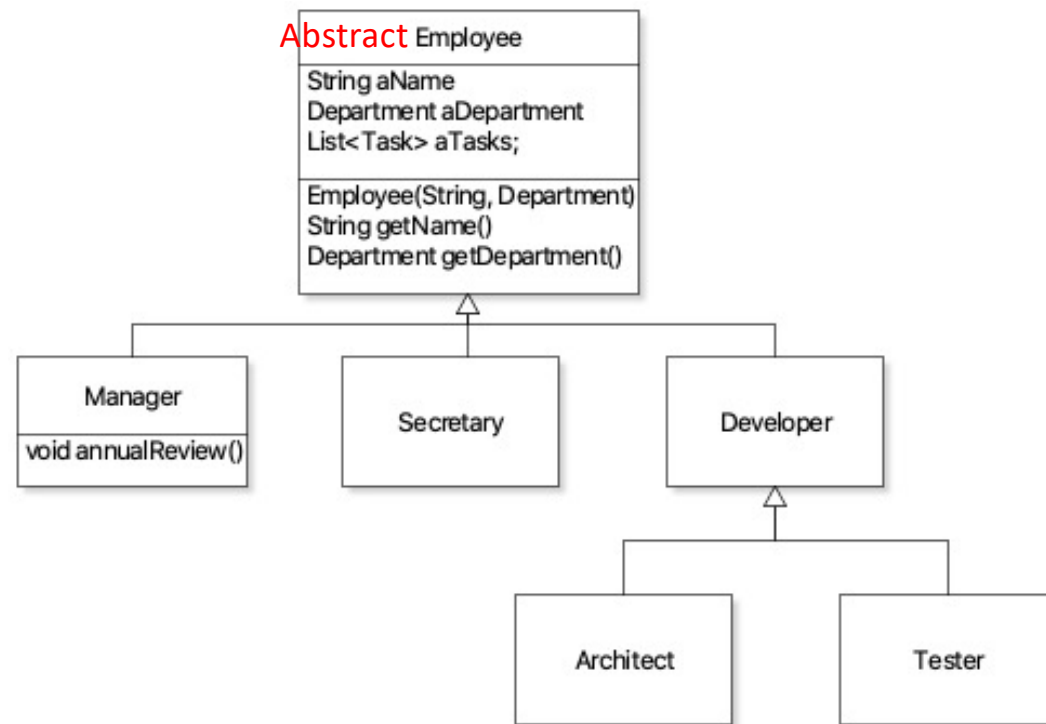 Abstract Employee
String aName
Department aDepartment
List<Task> aTasks;
Employee(String, Department)
String getName()
Department getDepartment()
Manager
void annualReview()
Secretary
Developer
Architect
Tester